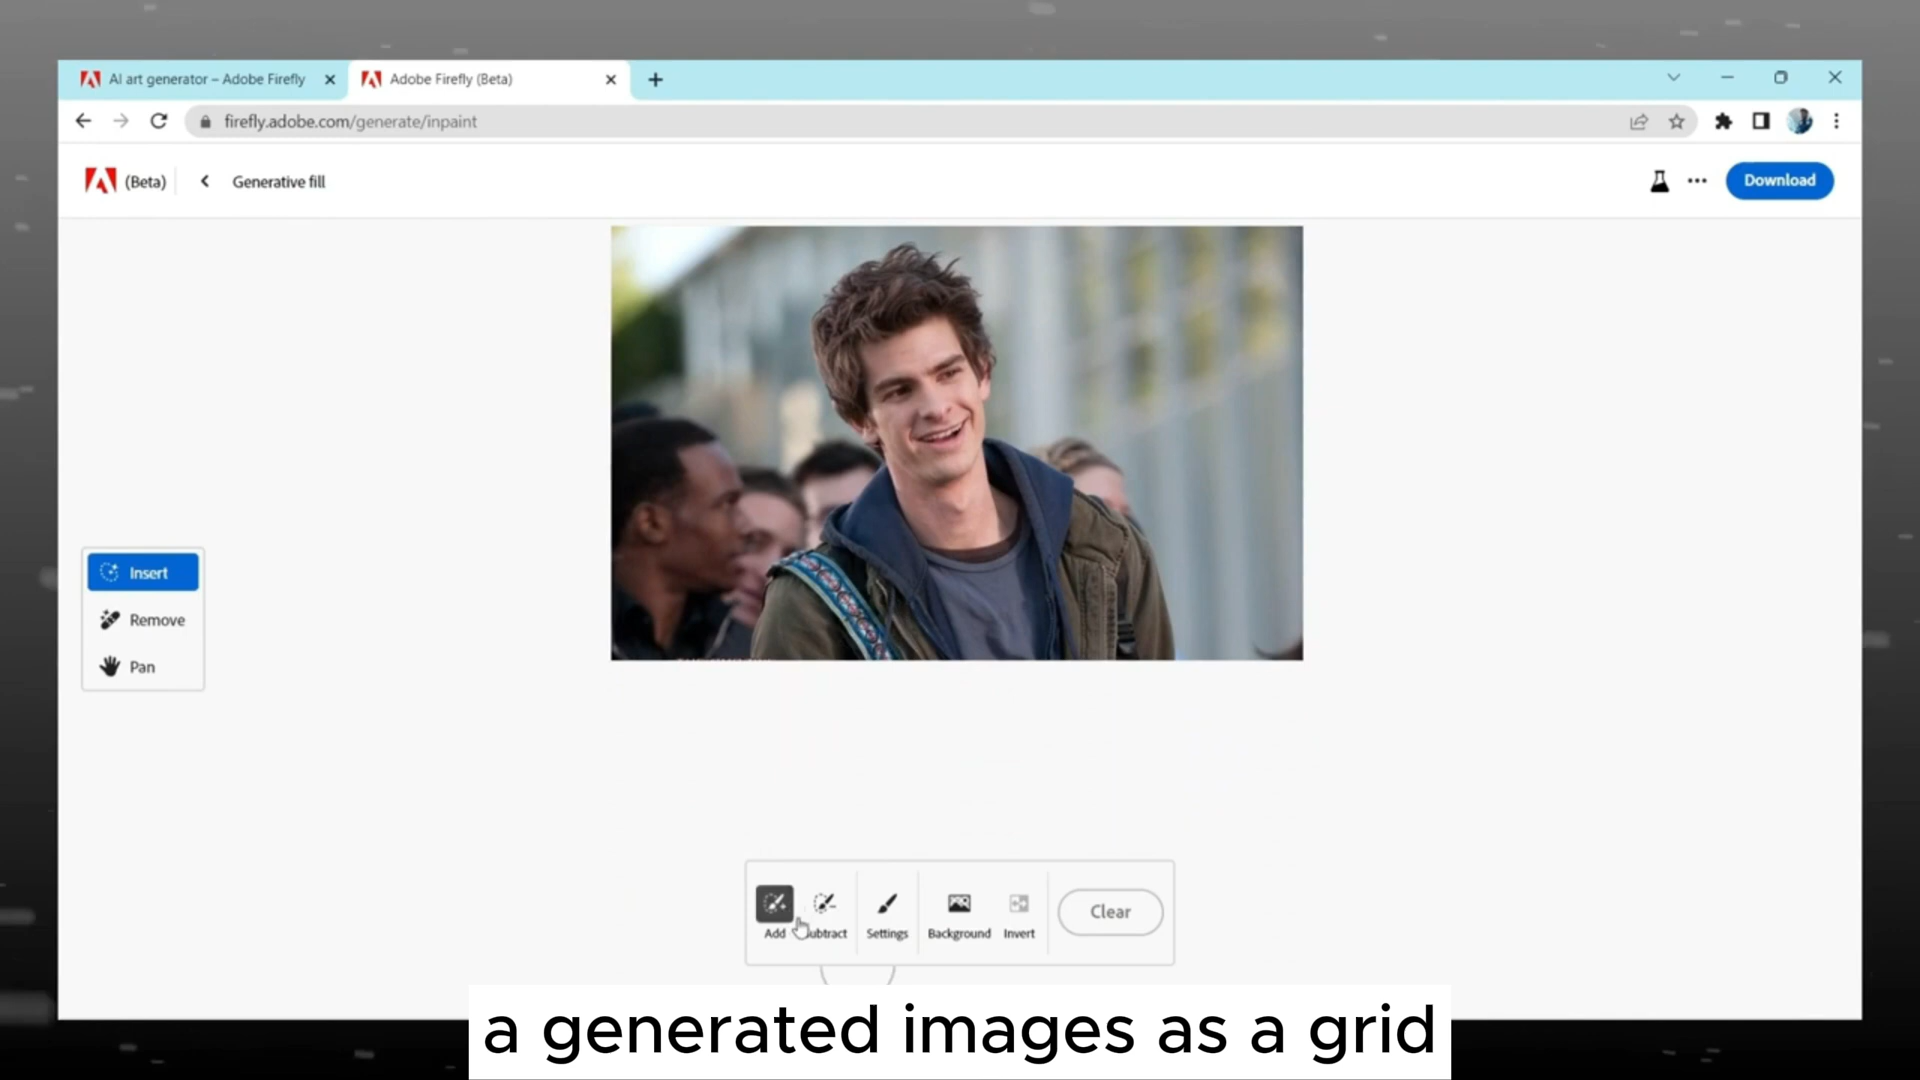 AI art generator – Adobe Firefly
Adobe Firefly (Beta)
firefly.adobe.com/generate/inpaint
(Beta)
Generative fill
Download
Insert
Remove
Pan
Add
ubtract
Settings
Background
Invert
Clear
a generated images as a grid